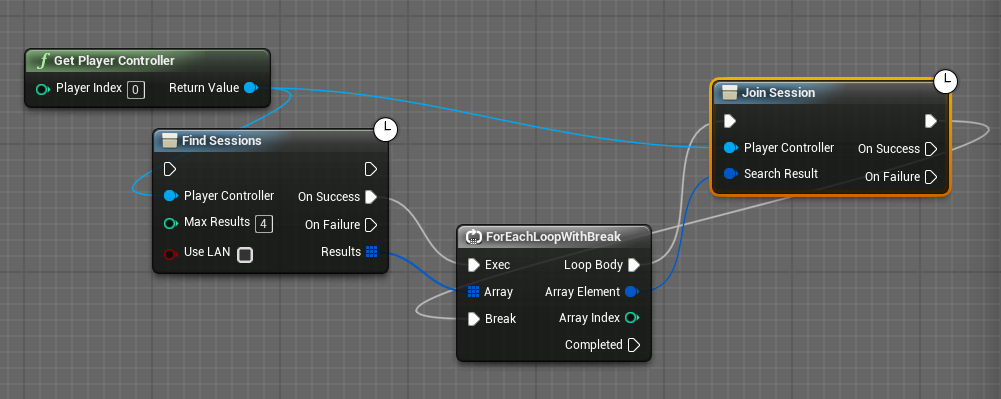 f Get Player Controller
Player Index 0 Return Value
Find Sessions
Player Controller On Success
Max Results 4 On Failure
Use LAN Results
ForEachLoopWithBreak
Exec Loop Body
Array Array Element
Break Array Index
Completed
Join Session
Player Controller On Success
Search Result On Failure